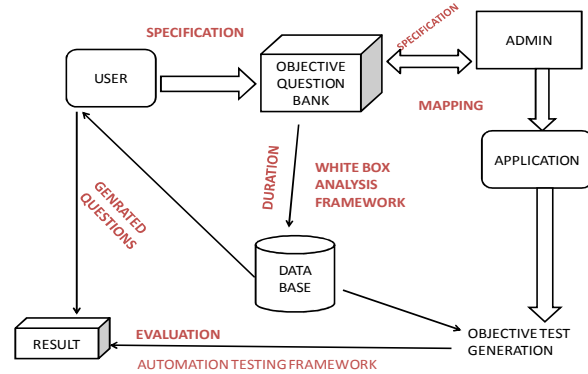 SPECIFICATION
SPECIFICATION
ADMIN
USER
OBJECTIVE
QUESTION
BANK
MAPPING
DURATION
WHITE BOX
ANALYSIS
FRAMEWORK
APPLICATION
GENRATED
QUESTIONS
DATA
BASE
EVALUATION
RESULT
AUTOMATION TESTING FRAMEWORK
OBJECTIVE TEST
GENERATION